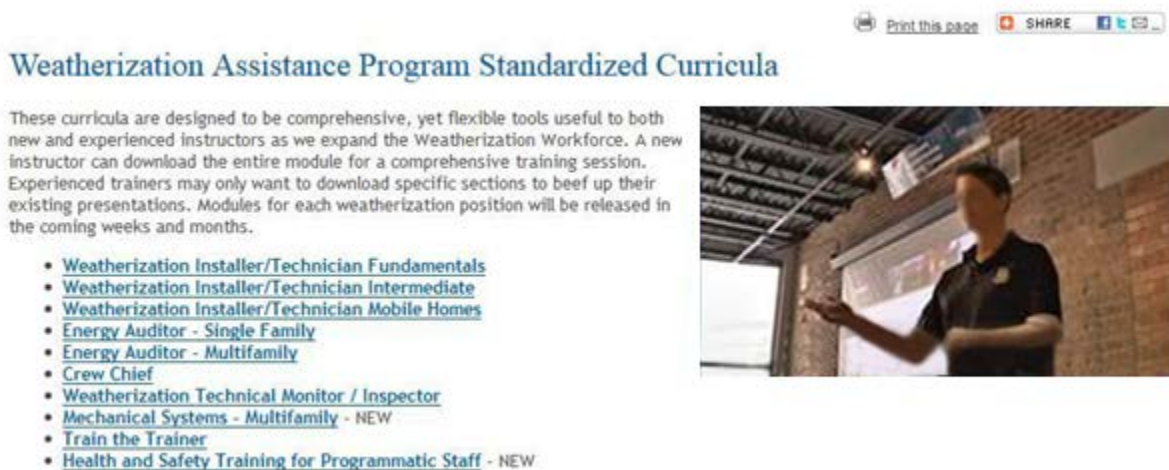 Print this page SHARE
Weatherization Assistance Program Standardized Curricula
These curricula are designed to be comprehensive, yet flexible tools useful to both
new and experienced instructors as we expand the Weatherization Workforce. A new
instructor can download the entire module for a comprehensive training session.
Experienced trainers may only want to download specific sections to beef up their
existing presentations. Modules for each weatherization position will be released in
the coming weeks and months.
• Weatherization Installer/Technician Fundamentals
• Weatherization Installer/Technician Intermediate
• Weatherization Installer/Technician Mobile Homes
• Energy Auditor - Single Family
• Energy Auditor - Multifamily
• Crew Chief
• Weatherization Technical Monitor / Inspector
• Mechanical Systems - Multifamily - NEW
• Train the Trainer
• Health and Safety Training for Programmatic Staff - NEW